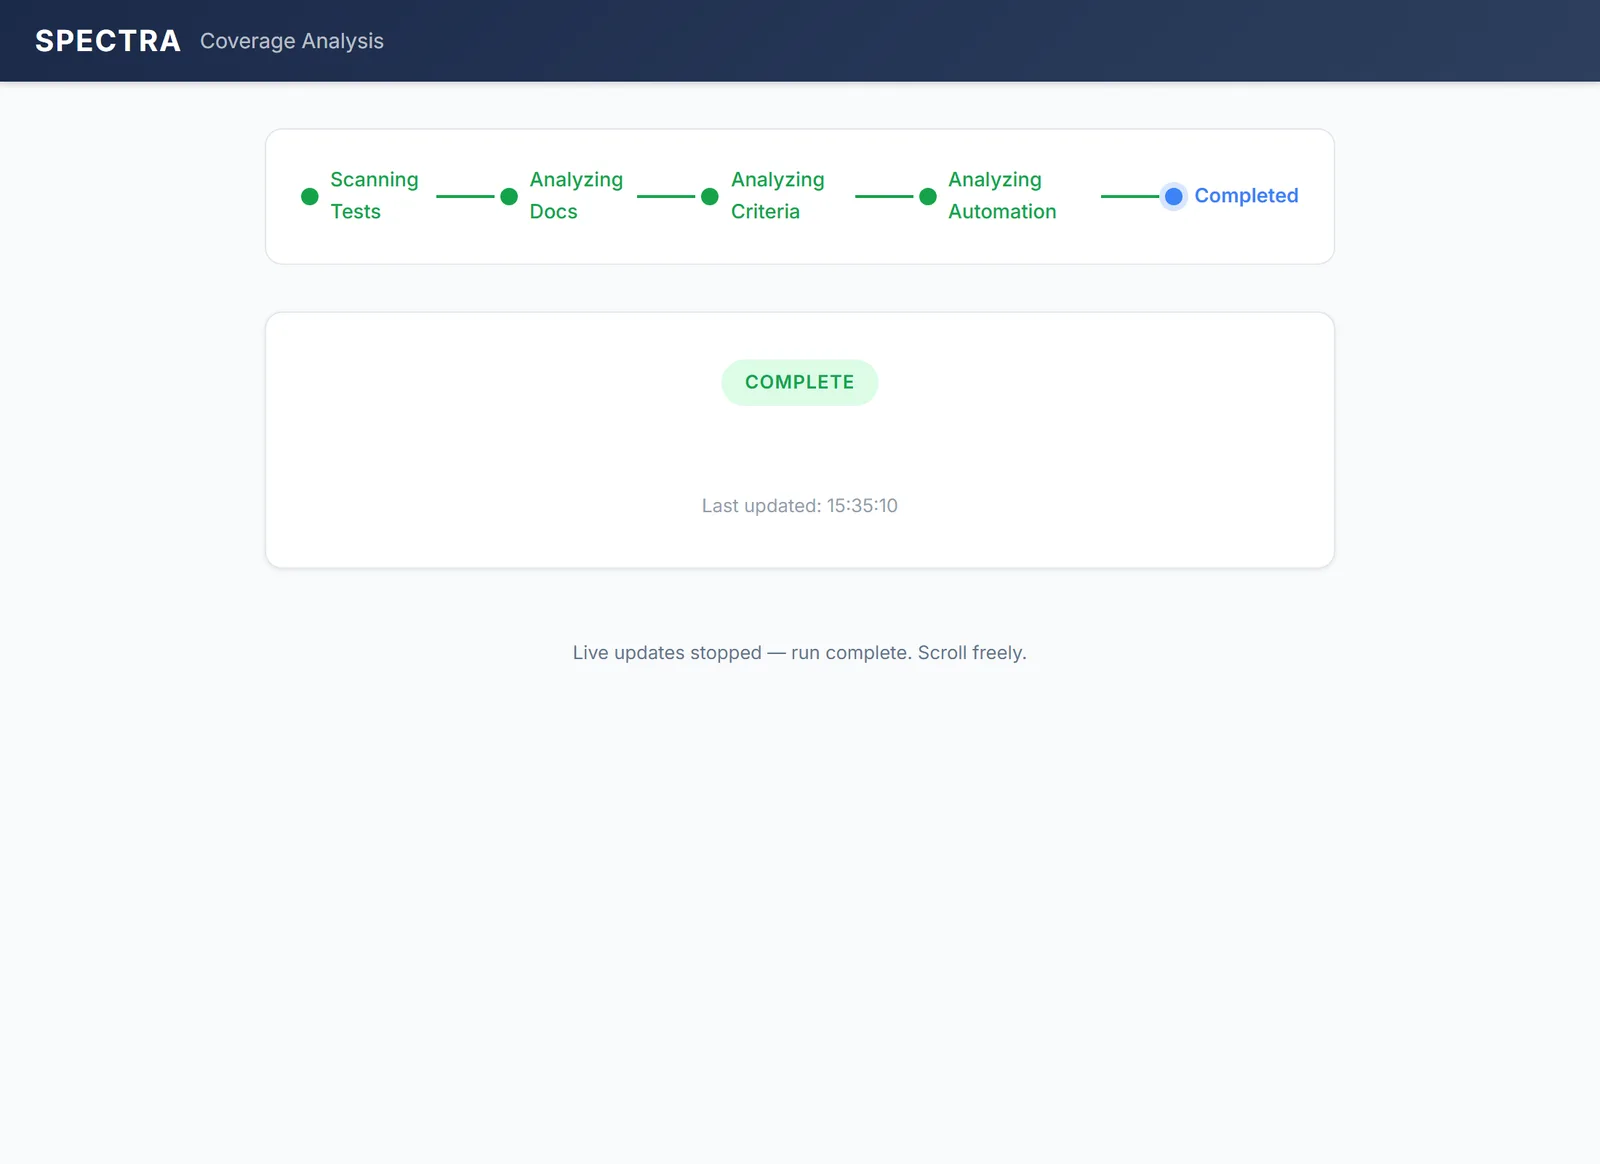 SPECTRA Coverage Analysis
Scanning Tests
Analyzing Docs
Analyzing Criteria
Analyzing Automation
Completed
COMPLETE
Last updated: 15:35:10
Live updates stopped — run complete. Scroll freely.